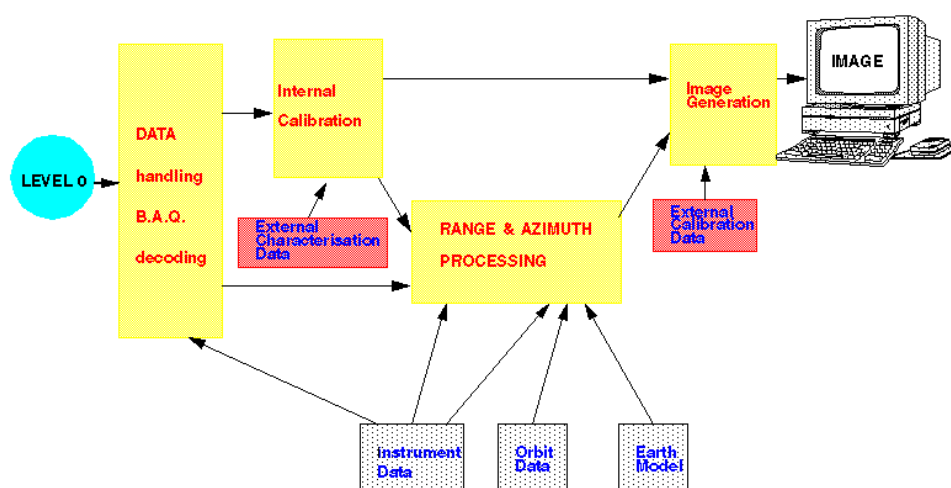 LEVEL 0
DATA
handling
B.A.Q.
decoding
Internal
Calibration
External
Characterisation
Data
RANGE & AZIMUTH
PROCESSING
Image
Generation
External
Calibration
Data
IMAGE
Instrument
Data
Orbit
Data
Earth
Model